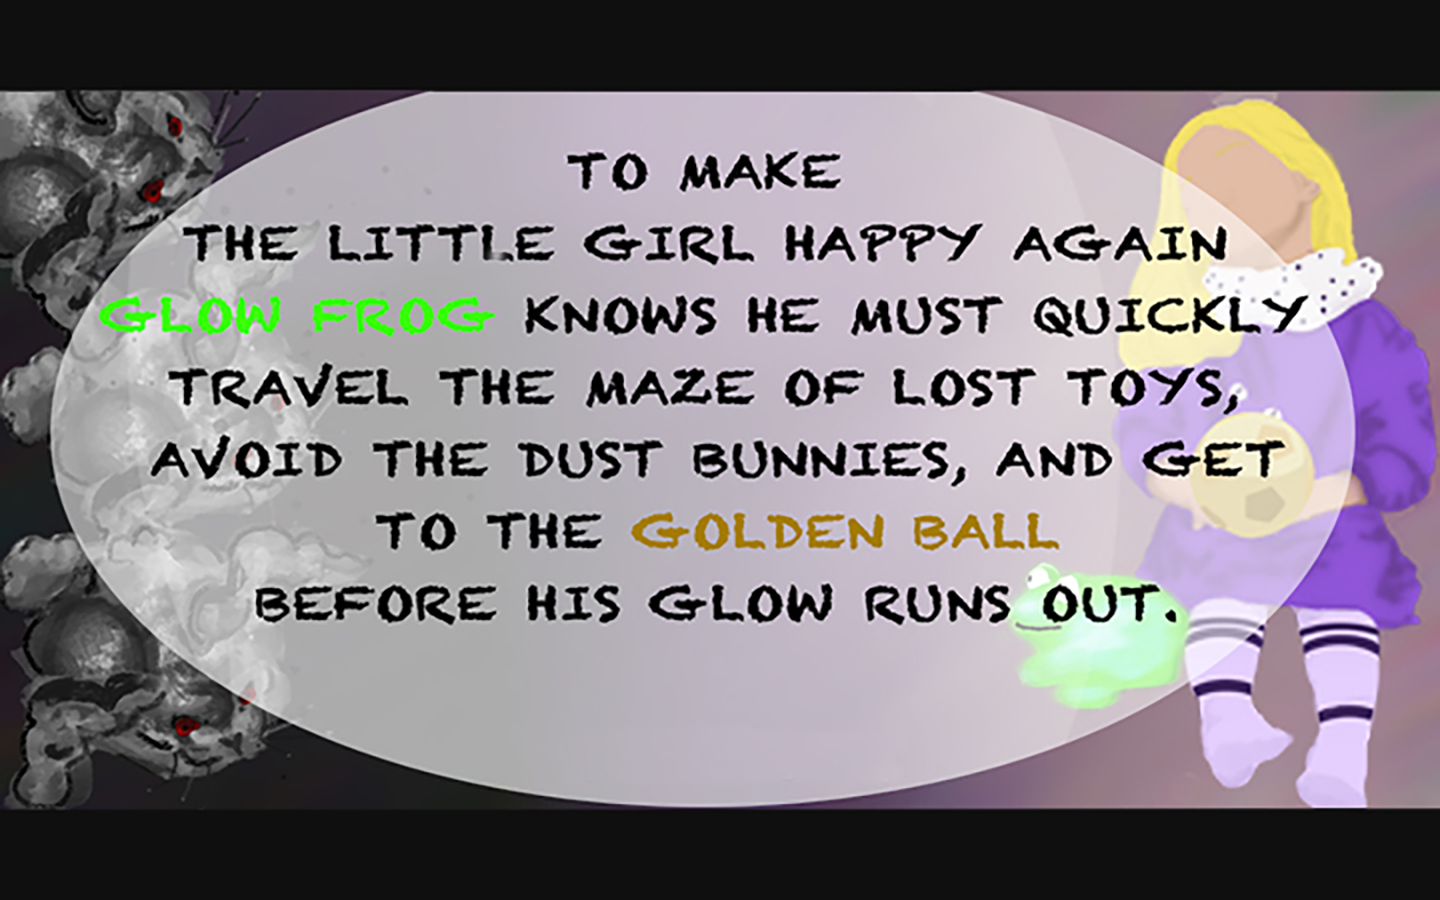 TO MAKE
THE LITTLE GIRL HAPPY AGAIN
GLOW FROG KNOWS HE MUST QUICKLY
TRAVEL THE MAZE OF LOST TOYS,
AVOID THE DUST BUNNIES, AND GET
TO THE GOLDEN BALL
BEFORE HIS GLOW RUNS OUT.